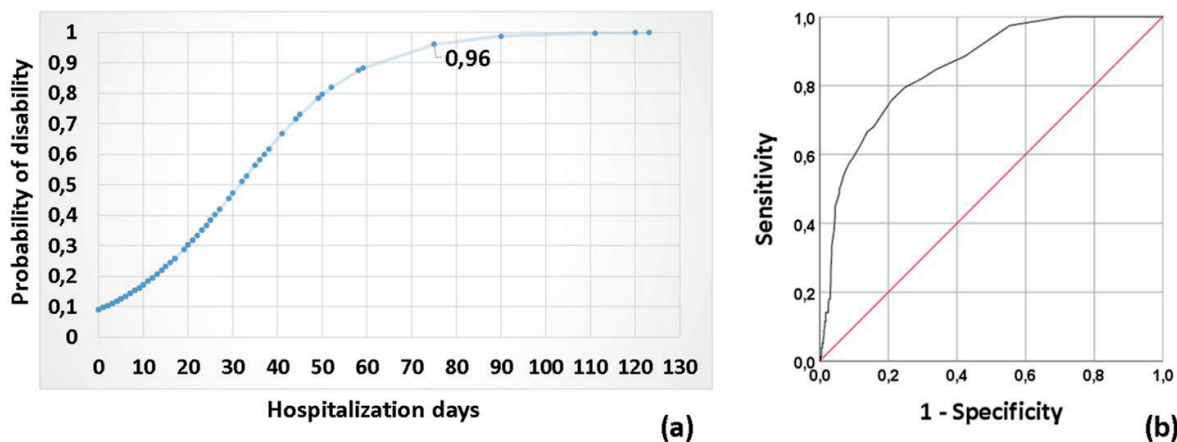 Probability of disability
1
0,9
0,8
0,7
0,6
0,5
0,4
0,3
0,2
0,1
0
0,96
0 10 20 30 40 50 60 70 80 90 100 110 120 130
Hospitalization days
(a)
Sensitivity
1,0
0,8
0,6
0,4
0,2
0,0
0,0 0,2 0,4 0,6 0,8 1,0
1 - Specificity
(b)